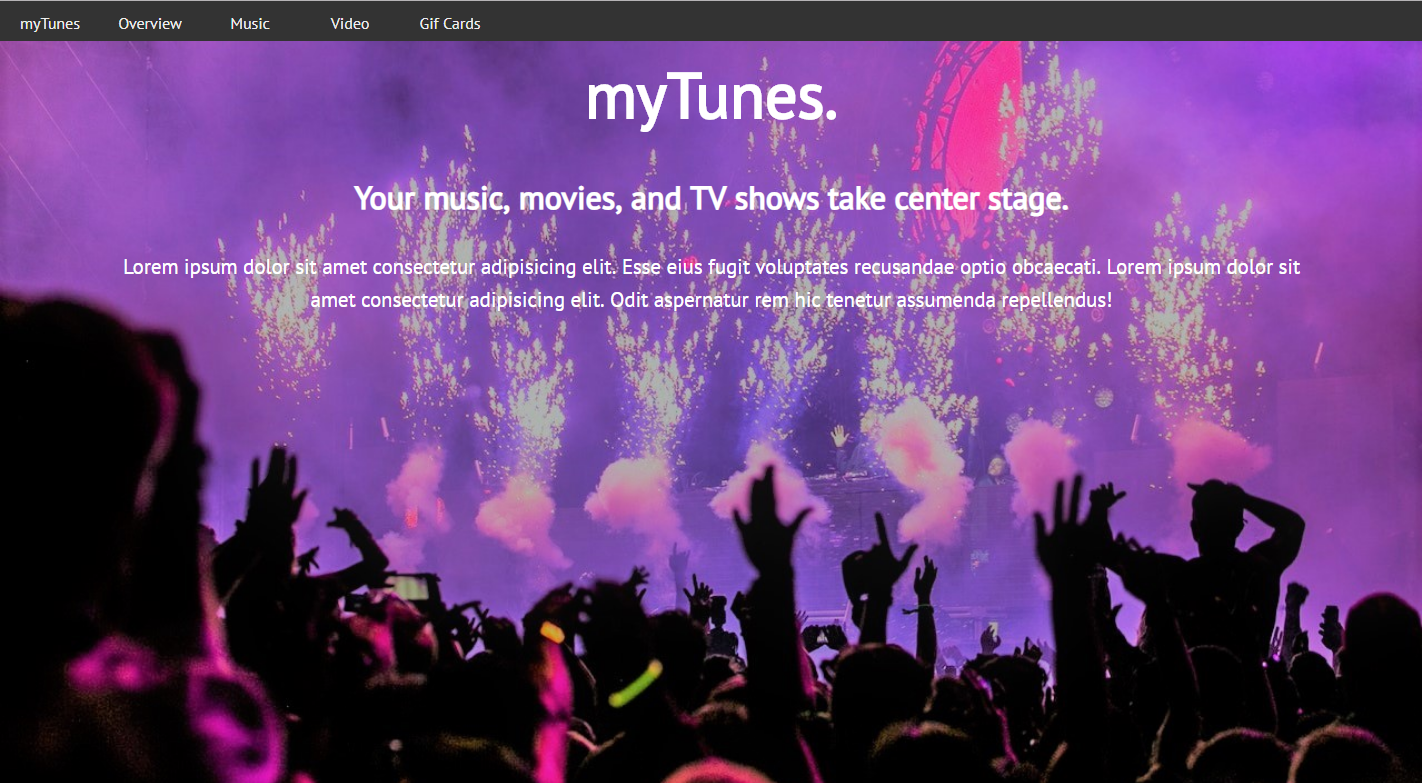 myTunes Overview Music Video Gif Cards
myTunes.
Your music, movies, and TV shows take center stage.
Lorem ipsum dolor sit amet consectetur adipisicing elit. Esse eius fugit voluptates recusandae optio obcaecati. Lorem ipsum dolor sit
amet consectetur adipisicing elit. Odit aspernatur rem hic tenetur assumenda repellendus!